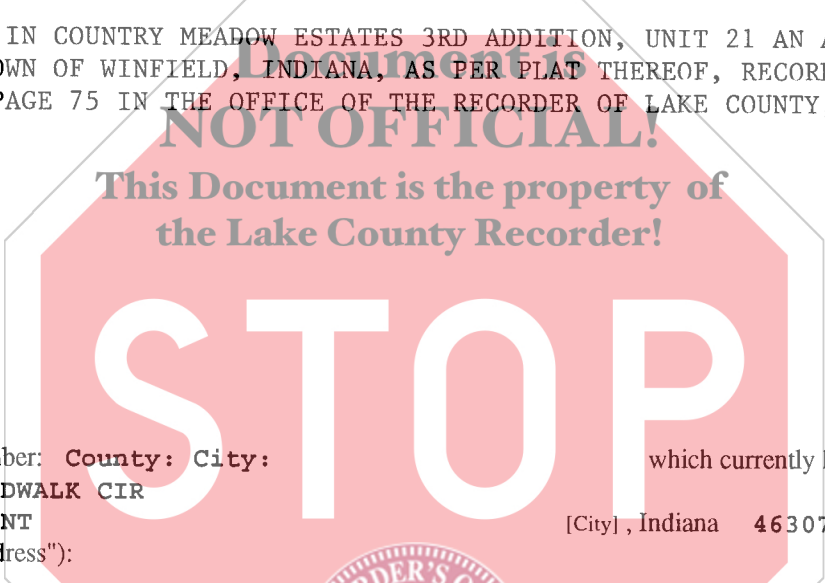 IN COUNTRY MEADOW ESTATES 3RD ADDITION, UNIT 21 AN
OWN OF WINFIELD, INDIANA, AS PER PLAT THEREOF, RECOR
PAGE 75 IN THE OFFICE OF THE RECORDER OF LAKE COUNTY
Document is
NOT OFFICIAL!
This Document is the property of
the Lake County Recorder!
STOP
ber: County: City: which currently
DWALK CIR
NT [City] , Indiana 46307
dress"):
RDER'S O